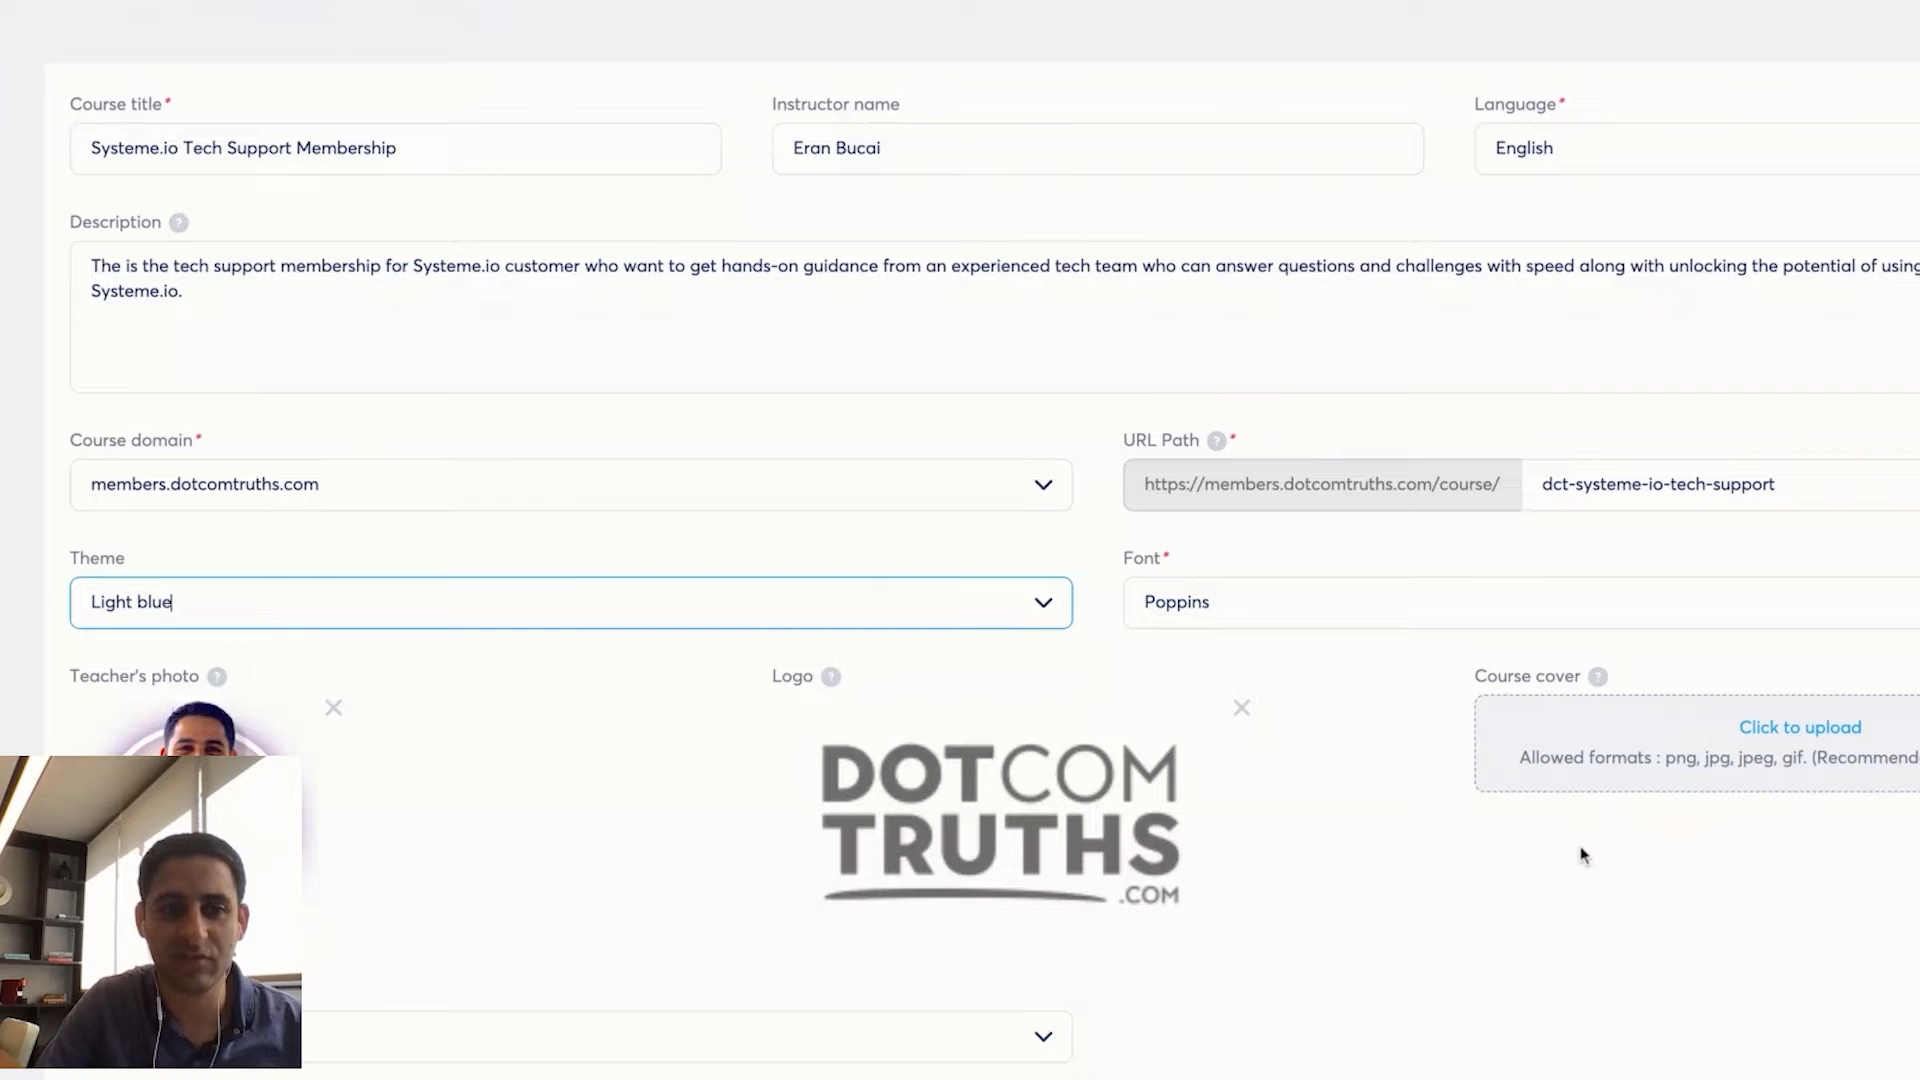 Course title*
Instructor name
Language*
Systeme.io Tech Support Membership
Eran Bucai
English
Description ?
The is the tech support membership for Systeme.io customer who want to get hands-on guidance from an experienced tech team who can answer questions and challenges with speed along with unlocking the potential of using
Systeme.io.
Course domain*
URL Path ? *
members.dotcomtruths.com
https://members.dotcomtruths.com/course/
dct-systeme-io-tech-support
Theme
Font*
Light blue
Poppins
Teacher's photo ?
Logo ?
Course cover ?
Click to upload
Allowed formats : png, jpg, jpeg, gif. (Recommend
DOTCOM
TRUTHS
.COM